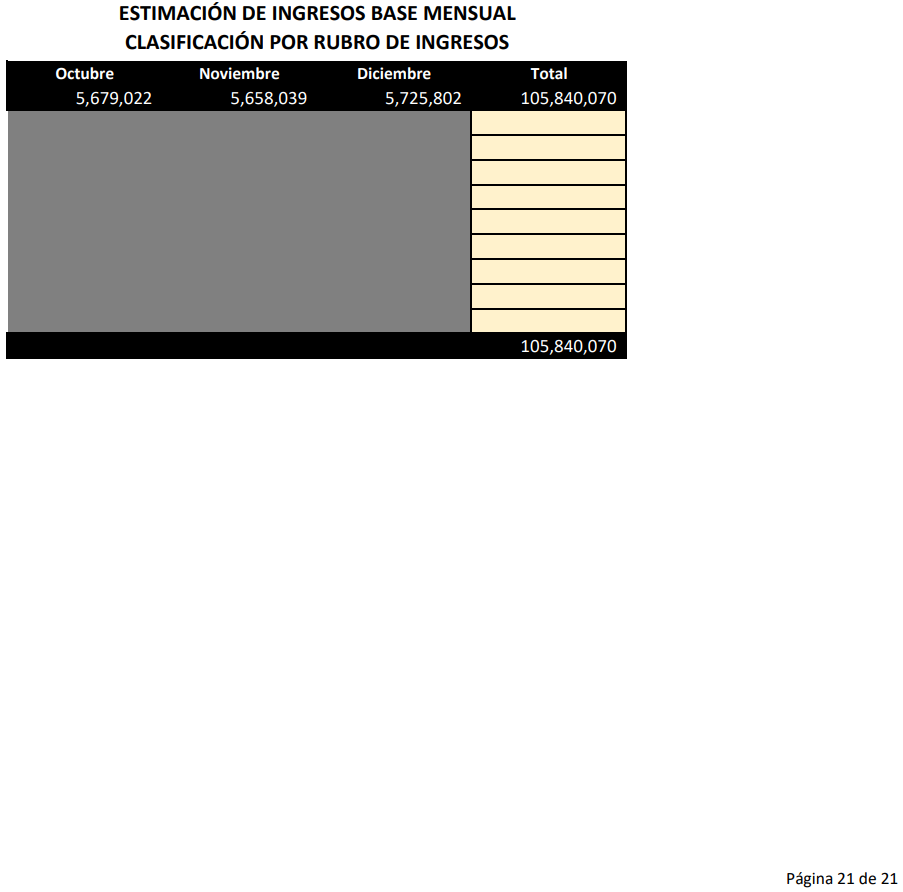 ESTIMACIÓN DE INGRESOS BASE MENSUAL
CLASIFICACIÓN POR RUBRO DE INGRESOS
Octubre Noviembre Diciembre Total
5,679,022 5,658,039 5,725,802 105,840,070
105,840,070
Página 21 de 21